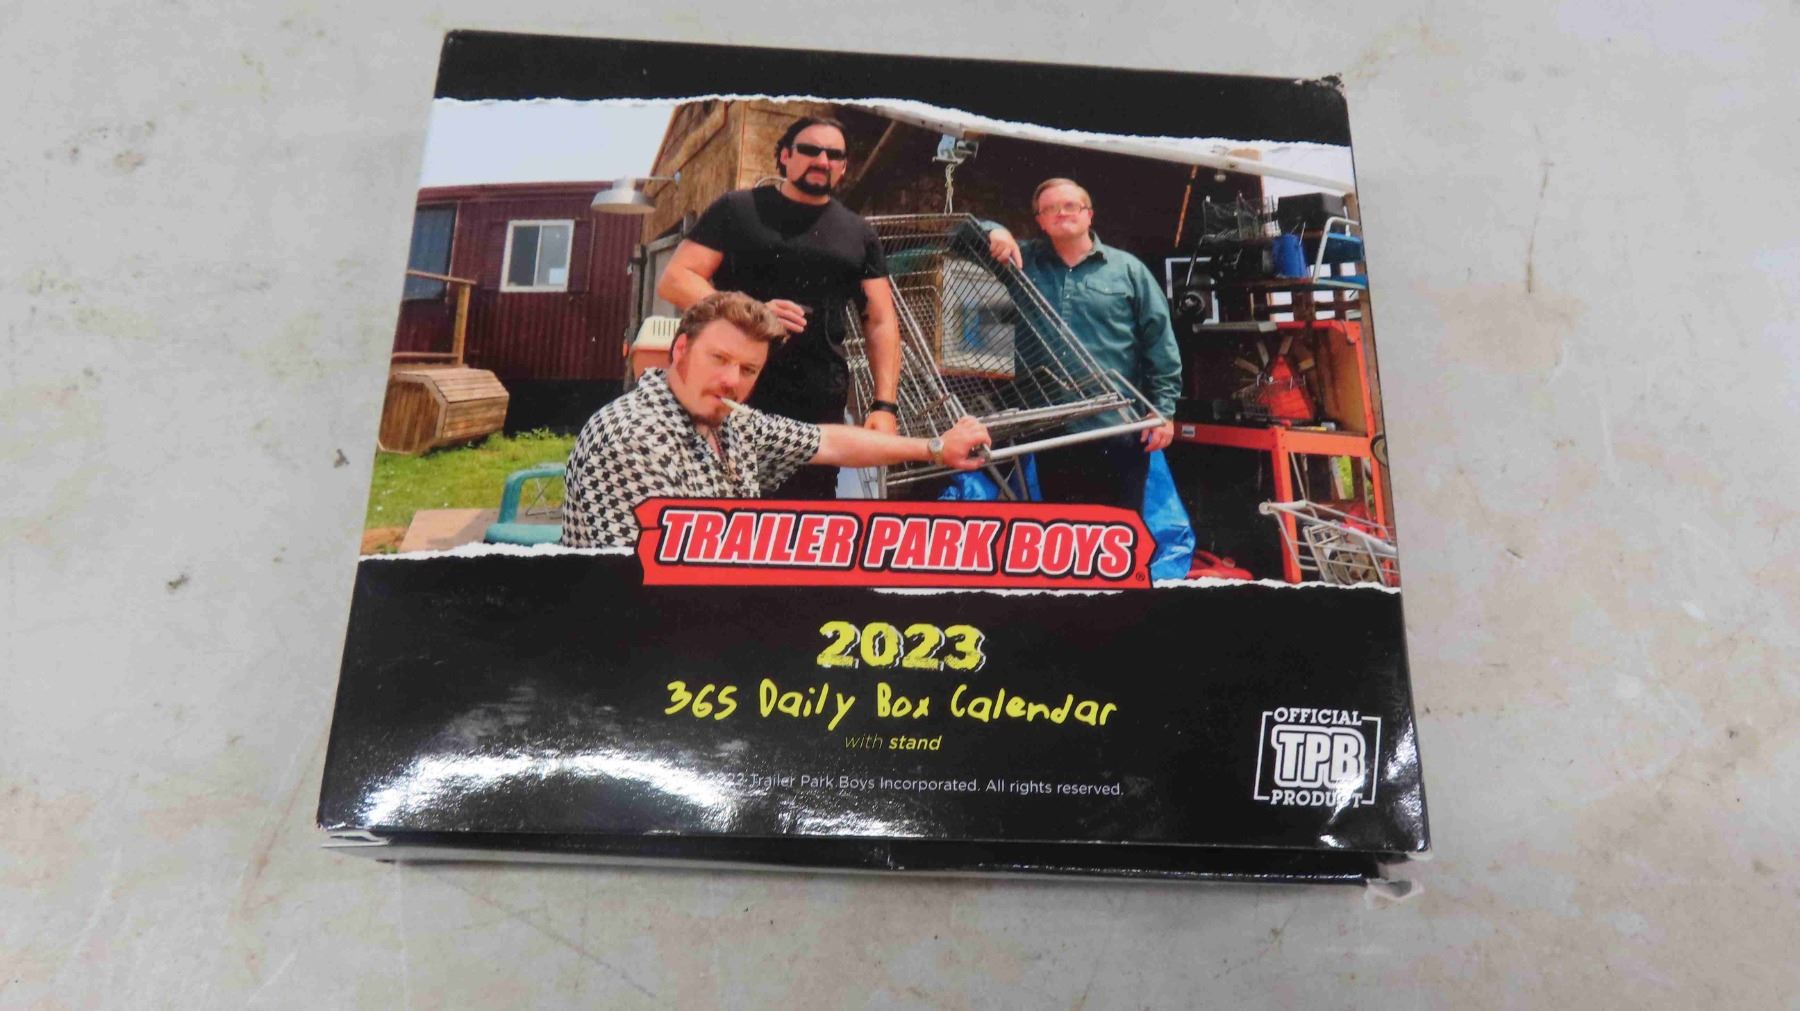 TRAILER PARK BOYS ®
2023
365 Daily Box Calendar
with stand
Trailer Park Boys Incorporated. All rights reserved.
OFFICIAL
TPB
PRODUCT